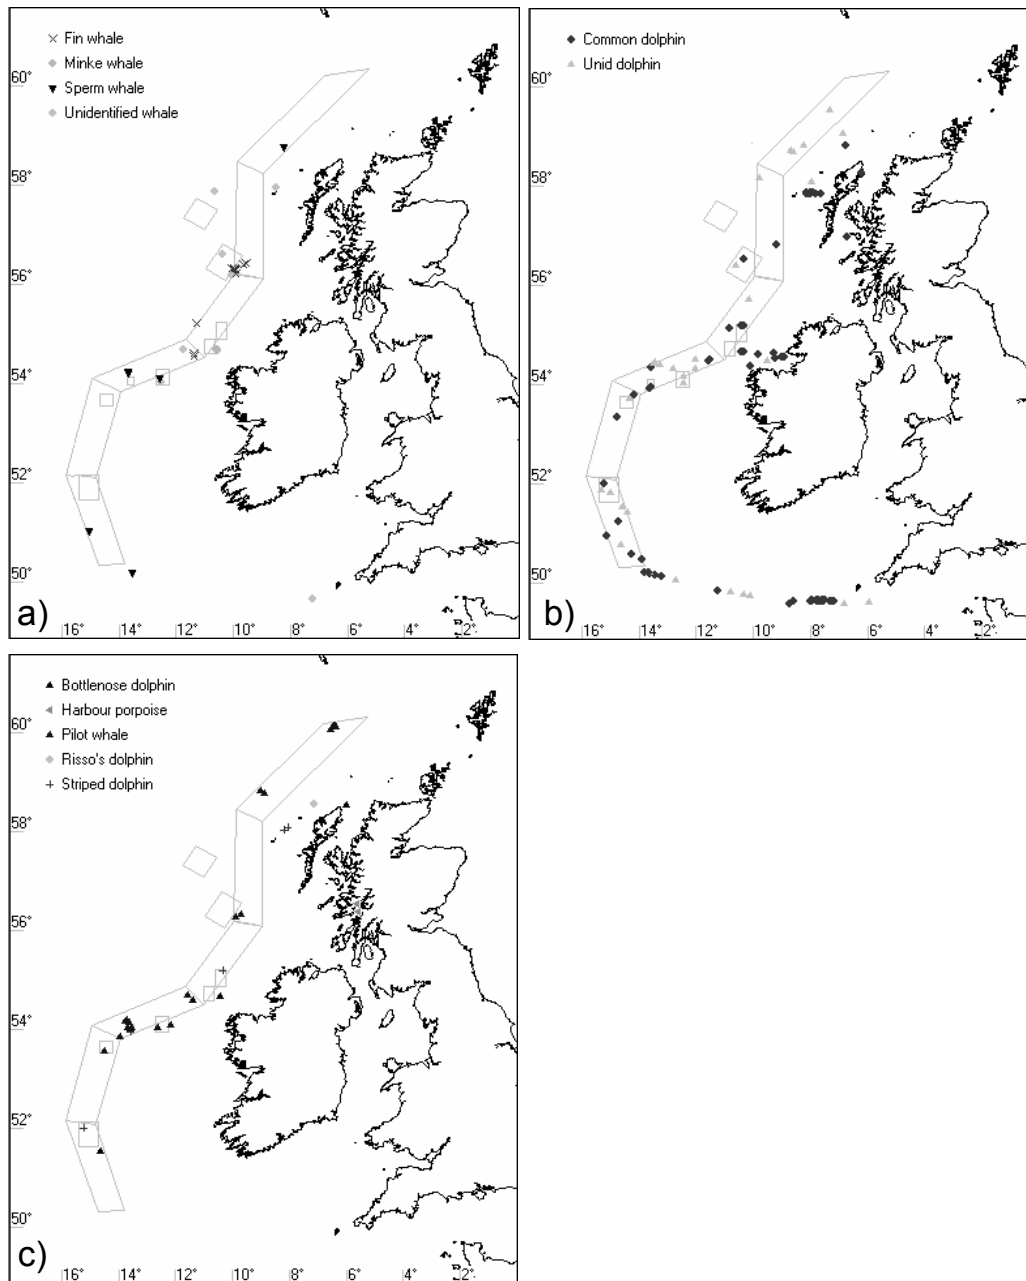 Fin whale
Minke whale
Sperm whale
Unidentified whale
60°
58°
56°
54°
52°
50°
16° 14° 12° 10° 8° 6° 4° 2°
a)
Common dolphin
Unid dolphin
60°
58°
56°
54°
52°
50°
16° 14° 12° 10° 8° 6° 4° 2°
b)
Bottlenose dolphin
Harbour porpoise
Pilot whale
Risso's dolphin
Striped dolphin
60°
58°
56°
54°
52°
50°
16° 14° 12° 10° 8° 6° 4° 2°
c)